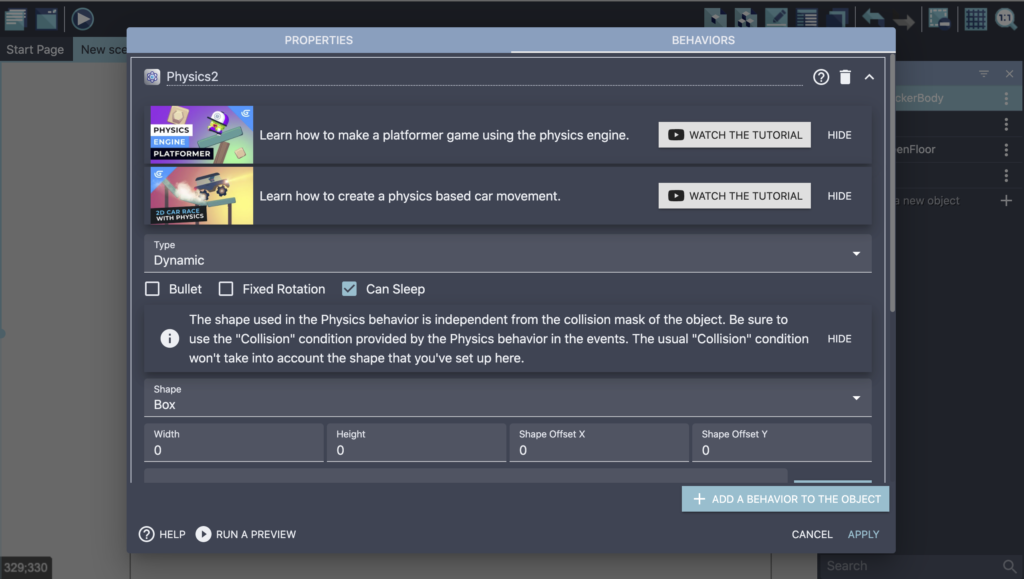 PROPERTIES
BEHAVIORS
Start Page
New sce
Physics2
PHYSICS
ENGINE
PLATFORMER
Learn how to make a platformer game using the physics engine.
WATCH THE TUTORIAL
HIDE
2D CAR RACE
WITH PHYSICS
Learn how to create a physics based car movement.
WATCH THE TUTORIAL
HIDE
Type
Dynamic
Bullet
Fixed Rotation
Can Sleep
The shape used in the Physics behavior is independent from the collision mask of the object. Be sure to
use the "Collision" condition provided by the Physics behavior in the events. The usual "Collision" condition
won't take into account the shape that you've set up here.
HIDE
Shape
Box
Width
0
Height
0
Shape Offset X
0
Shape Offset Y
0
ADD A BEHAVIOR TO THE OBJECT
HELP
RUN A PREVIEW
CANCEL
APPLY
1:1
ckerBody
enFloor
a new object
329;330
Search